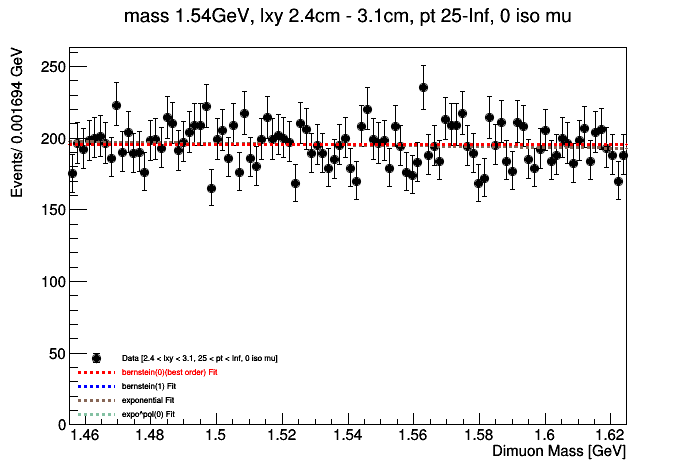 mass 1.54GeV, lxy 2.4cm - 3.1cm, pt 25-Inf, 0 iso mu
Events/ 0.001694 GeV
250
200
150
100
50
0
Data [2.4 < lxy < 3.1, 25 < pt < Inf, 0 iso mu]
bernstein(0)(best order) Fit
bernstein(1) Fit
exponential Fit
expo*pol(0) Fit
1.46 1.48 1.5 1.52 1.54 1.56 1.58 1.6 1.62
Dimuon Mass [GeV]